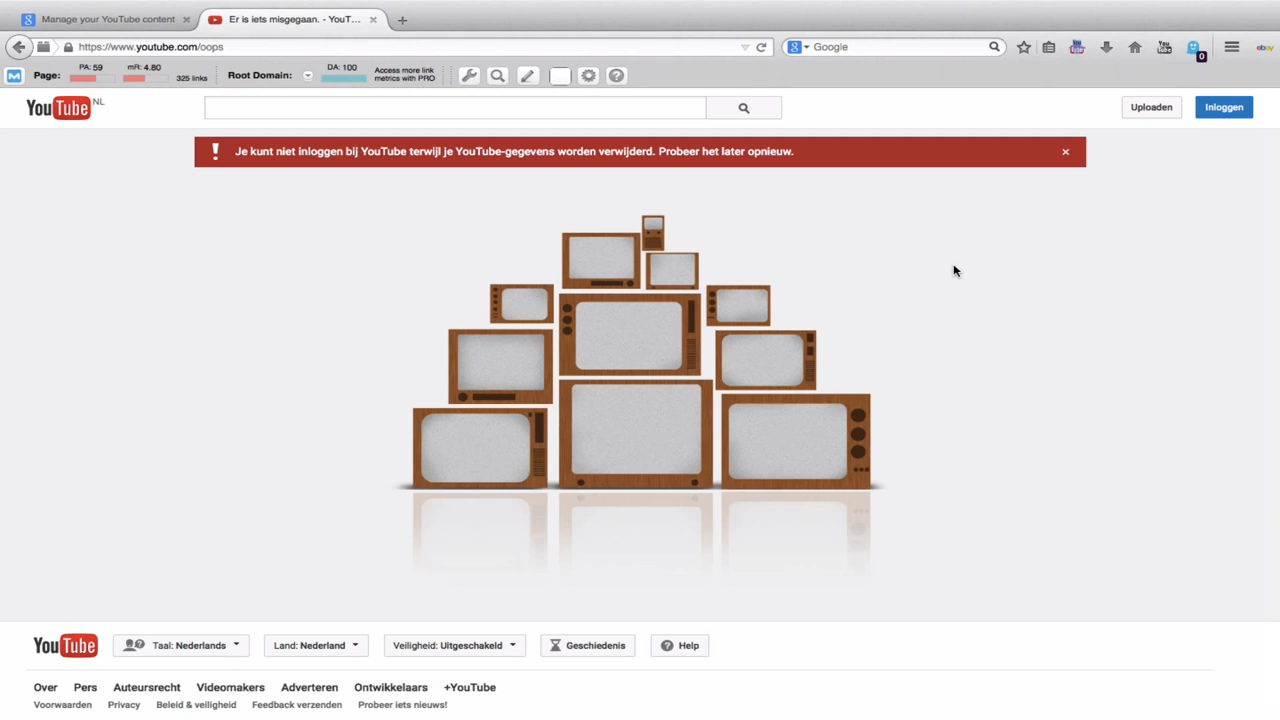 Manage your YouTube content
Er is iets misgegaan. - YouT...
https://www.youtube.com/oops
Google
You Tube
0
ebay
Page:
PA: 59
mR: 4.80
325 links
Root Domain:
DA: 100
Access more link
metrics with PRO
YouTube NL
Uploaden
Inloggen
Je kunt niet inloggen bij YouTube terwijl je YouTube-gegevens worden verwijderd. Probeer het later opnieuw.
YouTube
Taal: Nederlands
Land: Nederland
Veiligheid: Uitgeschakeld
Geschiedenis
Help
Over Pers Auteursrecht Videomakers Adverteren Ontwikkelaars +YouTube
Voorwaarden Privacy Beleid & veiligheid Feedback verzenden Probeer iets nieuws!